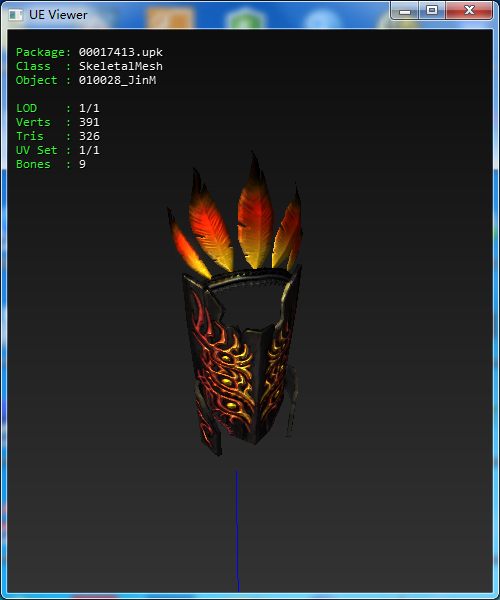 UE Viewer
Package: 00017413.upk
Class  : SkeletalMesh
Object : 010028_JinM
LOD    : 1/1
Verts  : 391
Tris   : 326
UV Set : 1/1
Bones  : 9